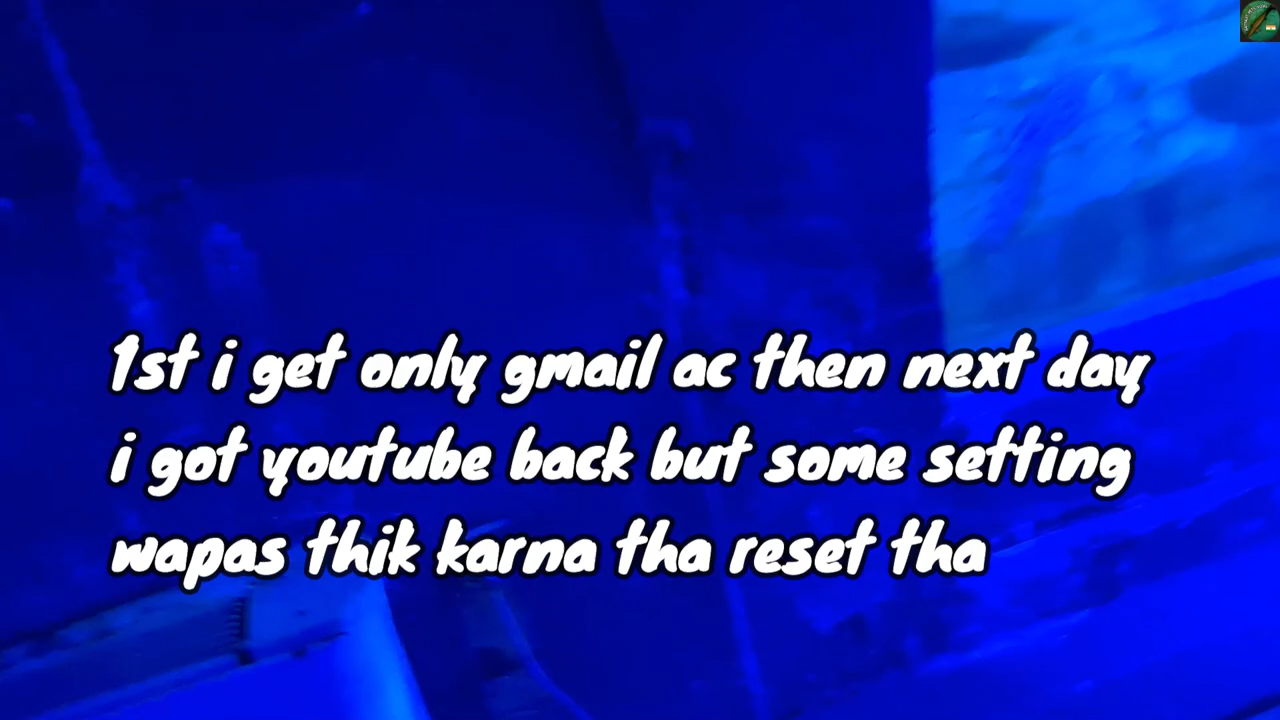 1st i get only gmail ac then next day
i got youtube back but some setting
wapas thik karna tha reset tha